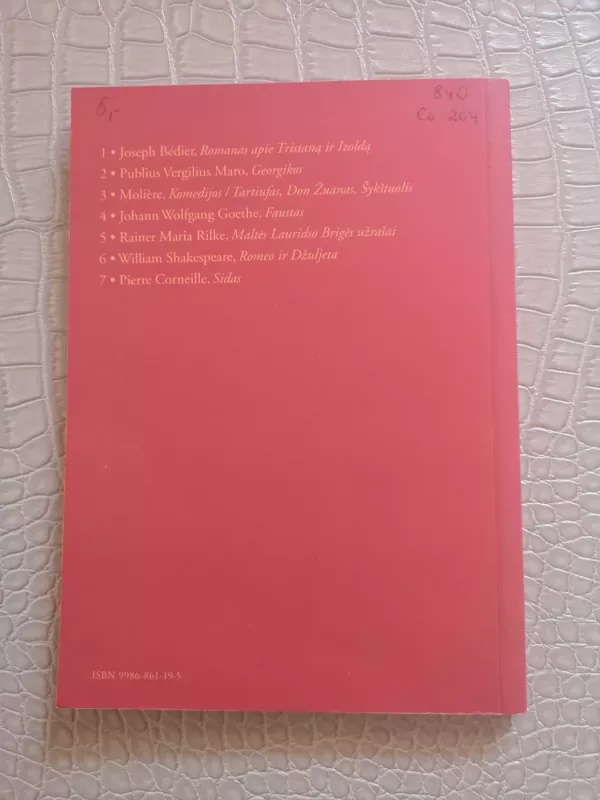 6,-
840
Co 204
1 • Joseph Bédier, Romanas apie Tristaną ir Izoldą
2 • Publius Vergilius Maro, Georgikos
3 • Molière, Komedijos / Tartiufas, Don Žuanas, Šykštuolis
4 • Johann Wolfgang Goethe, Faustas
5 • Rainer Maria Rilke, Maltės Lauridso Brigės užrašai
6 • William Shakespeare, Romeo ir Džuljeta
7 • Pierre Corneille, Sidas
ISBN 9986-861-19-5